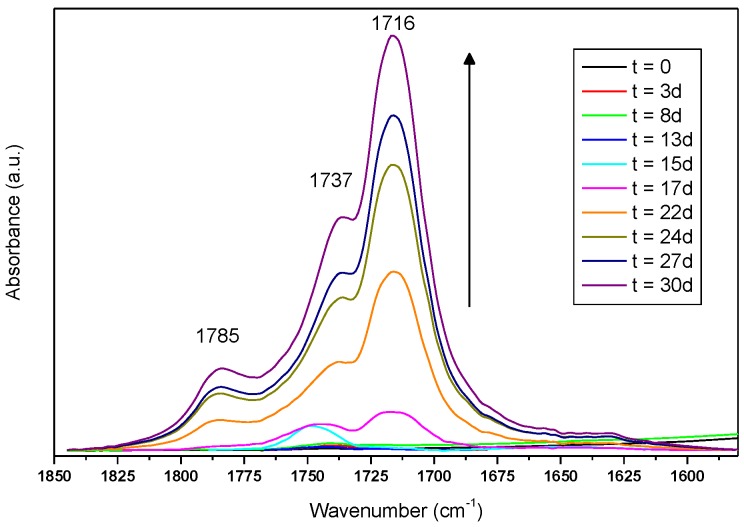 1716
1737
1785
t = 0
t = 3d
t = 8d
t = 13d
t = 15d
t = 17d
t = 22d
t = 24d
t = 27d
t = 30d
Absorbance (a.u.)
1850 1825 1800 1775 1750 1725 1700 1675 1650 1625 1600
Wavenumber (cm⁻¹)